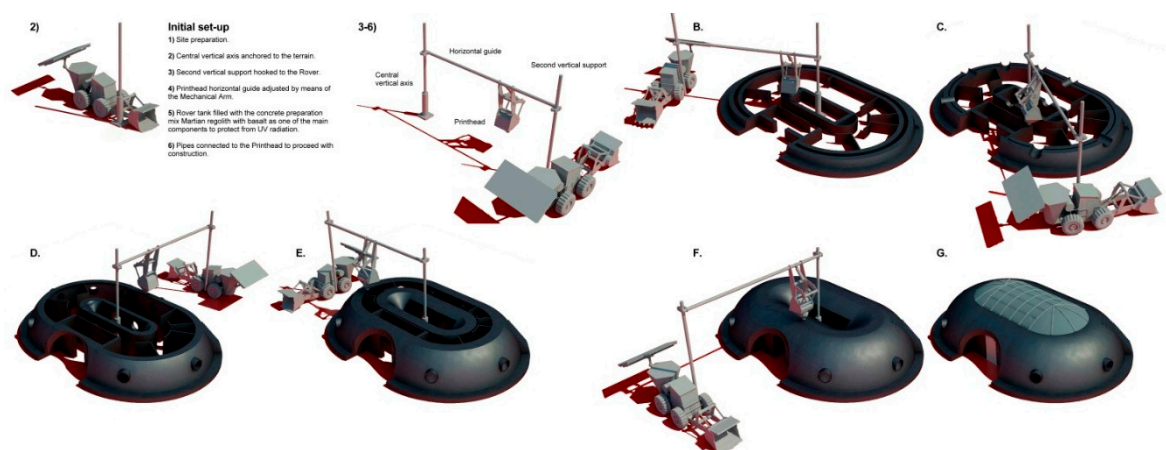 2)
Initial set-up
1) Site preparation.
2) Central vertical axis anchored to the terrain.
3) Second vertical support hooked to the Rover.
4) Printhead horizontal guide adjusted by means of
the Mechanical Arm.
5) Rover tank filled with the concrete preparation
mix Martian regolith with basalt as one of the main
components to protect from UV radiation.
6) Pipes connected to the Printhead to proceed with
construction.
3-6)
Horizontal guide
Second vertical support
Central
vertical axis
Printhead
B.
C.
D.
E.
F.
G.